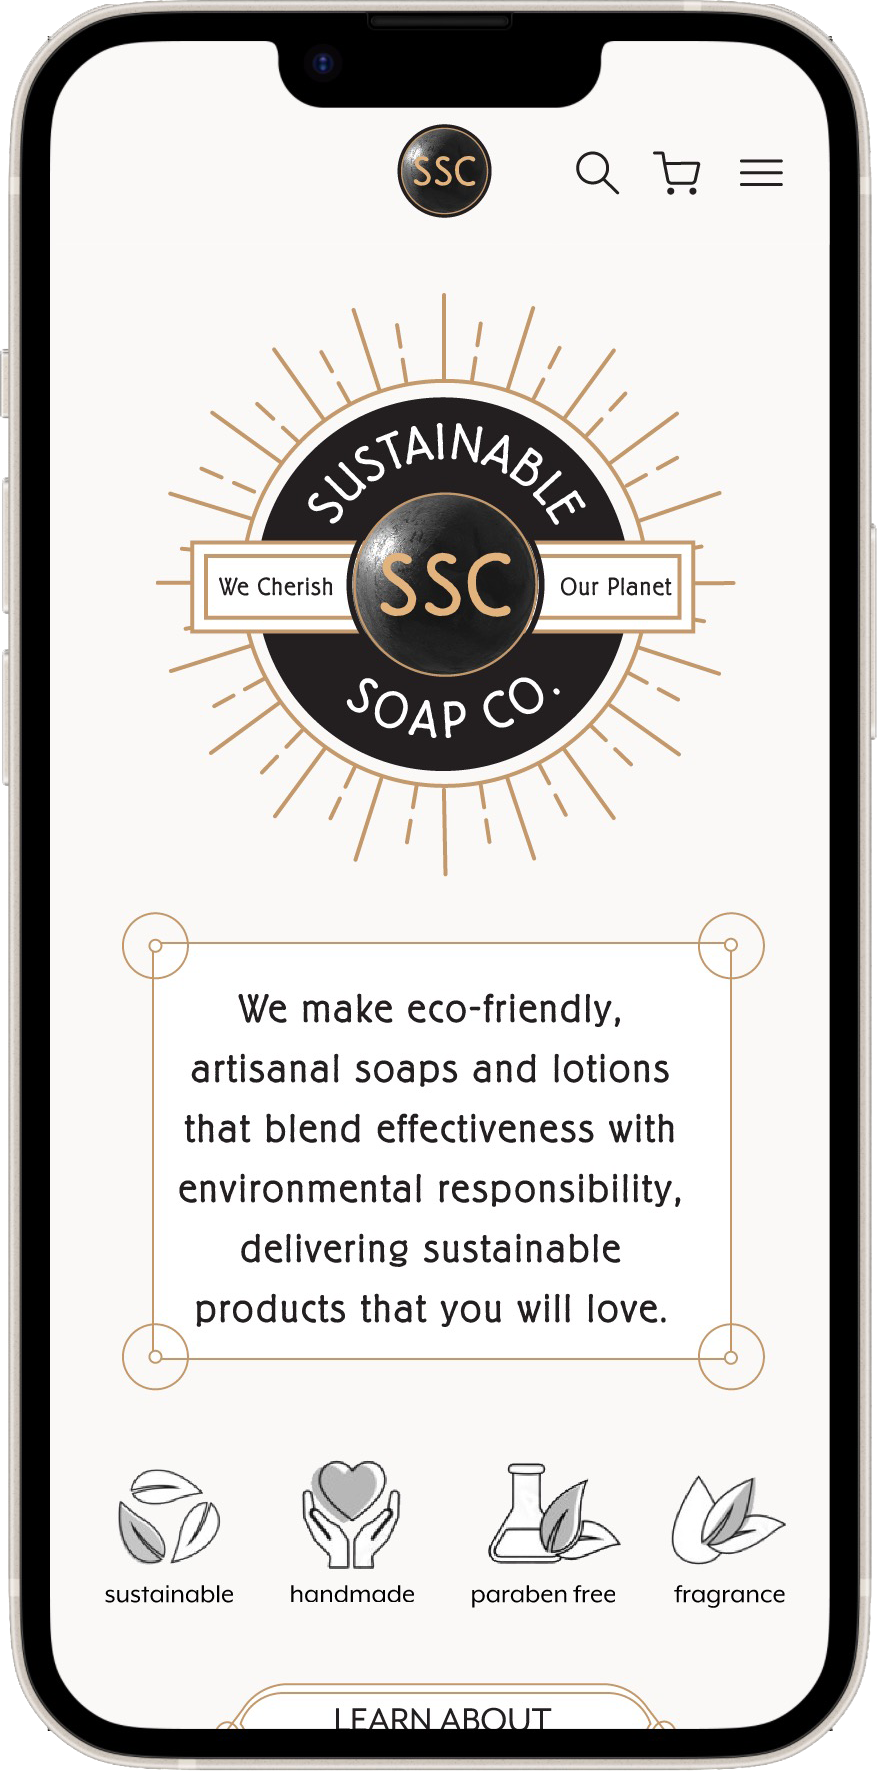 SSC
SUSTAINABLE
We Cherish
SSC
Our Planet
SOAP CO.
We make eco-friendly,
artisanal soaps and lotions
that blend effectiveness with
environmental responsibility,
delivering sustainable
products that you will love.
sustainable
handmade
paraben free
fragrance
LEARN ABOUT